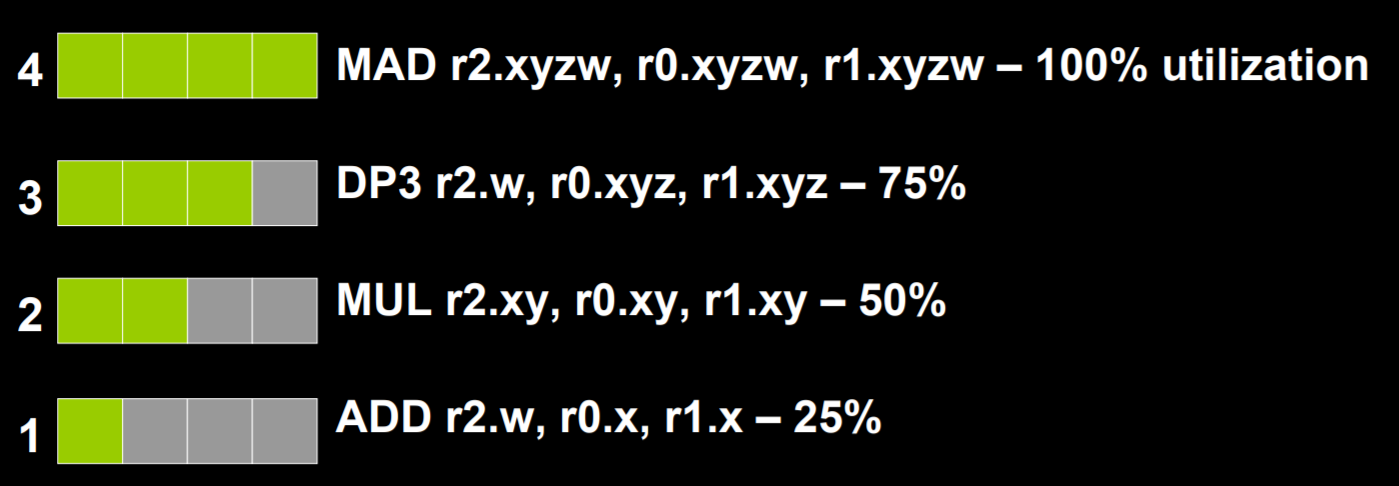 4 MAD r2.xyzw, r0.xyzw, r1.xyzw – 100% utilization
3 DP3 r2.w, r0.xyz, r1.xyz – 75%
2 MUL r2.xy, r0.xy, r1.xy – 50%
1 ADD r2.w, r0.x, r1.x – 25%